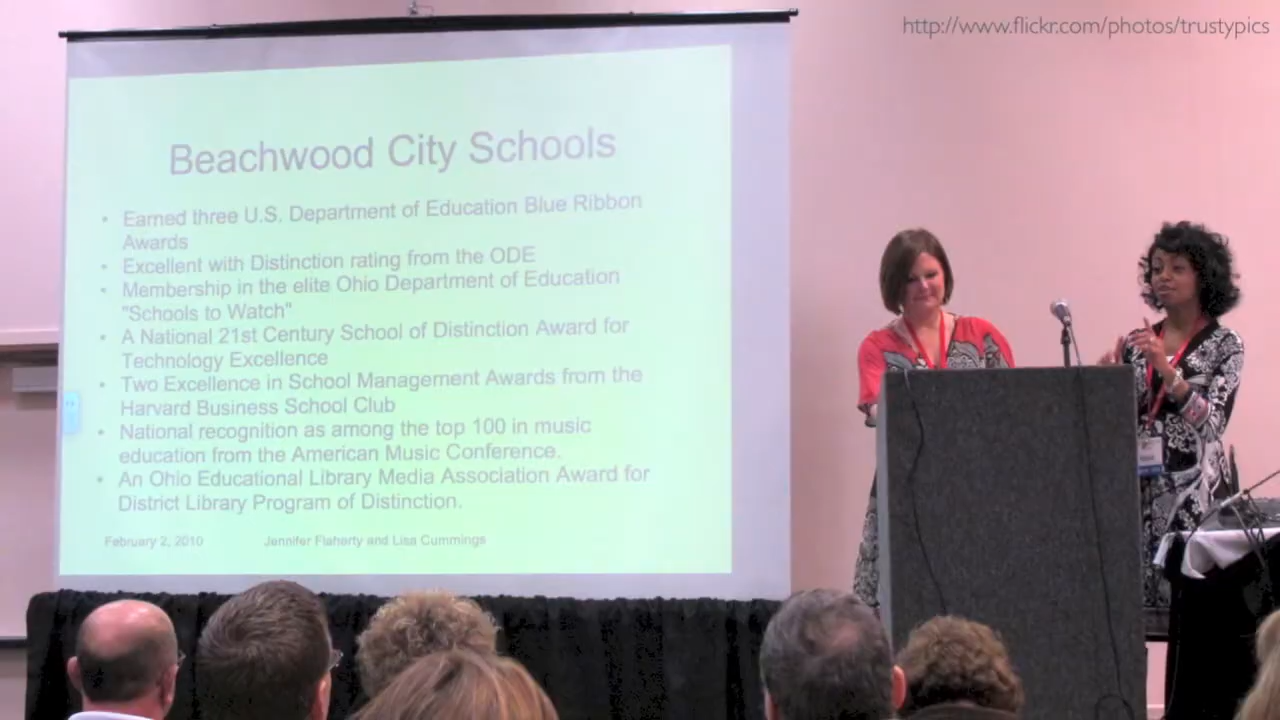 http://www.flickr.com/photos/trustypics
Beachwood City Schools
• Earned three U.S. Department of Education Blue Ribbon
Awards
• Excellent with Distinction rating from the ODE
• Membership in the elite Ohio Department of Education
"Schools to Watch"
• A National 21st Century School of Distinction Award for
Technology Excellence
• Two Excellence in School Management Awards from the
Harvard Business School Club
• National recognition as among the top 100 in music
education from the American Music Conference.
• An Ohio Educational Library Media Association Award for
District Library Program of Distinction.
February 2, 2010 Jennifer Flaherty and Lisa Cummings